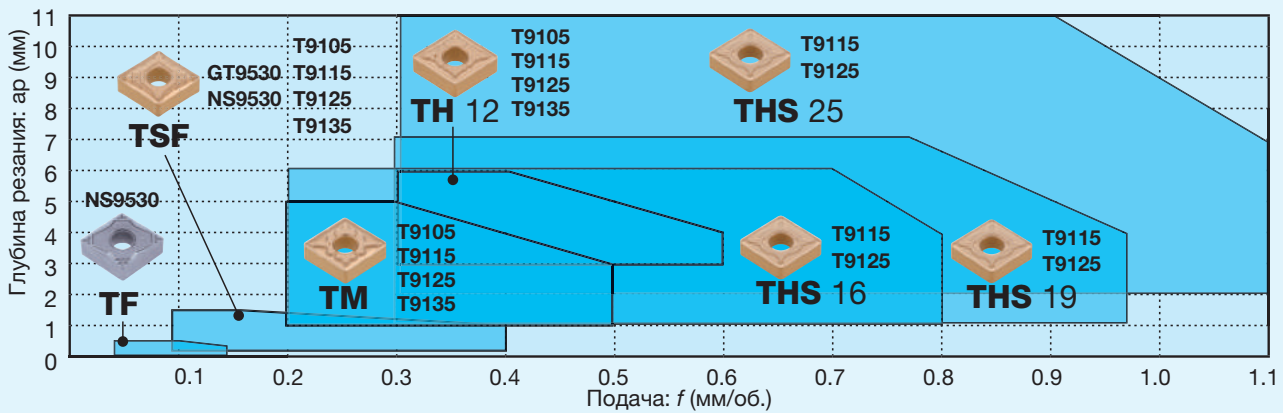 Глубина резания: ap (мм)
11
10
9
8
7
6
5
4
3
2
1
0
TSF
GT9530
NS9530
T9105
T9115
T9125
T9135
TH 12
T9105
T9115
T9125
T9135
THS 25
T9115
T9125
NS9530
TF
TM
T9105
T9115
T9125
T9135
THS 16
T9115
T9125
THS 19
T9115
T9125
0.1 0.2 0.3 0.4 0.5 0.6 0.7 0.8 0.9 1.0 1.1
Подача: f (мм/об.)